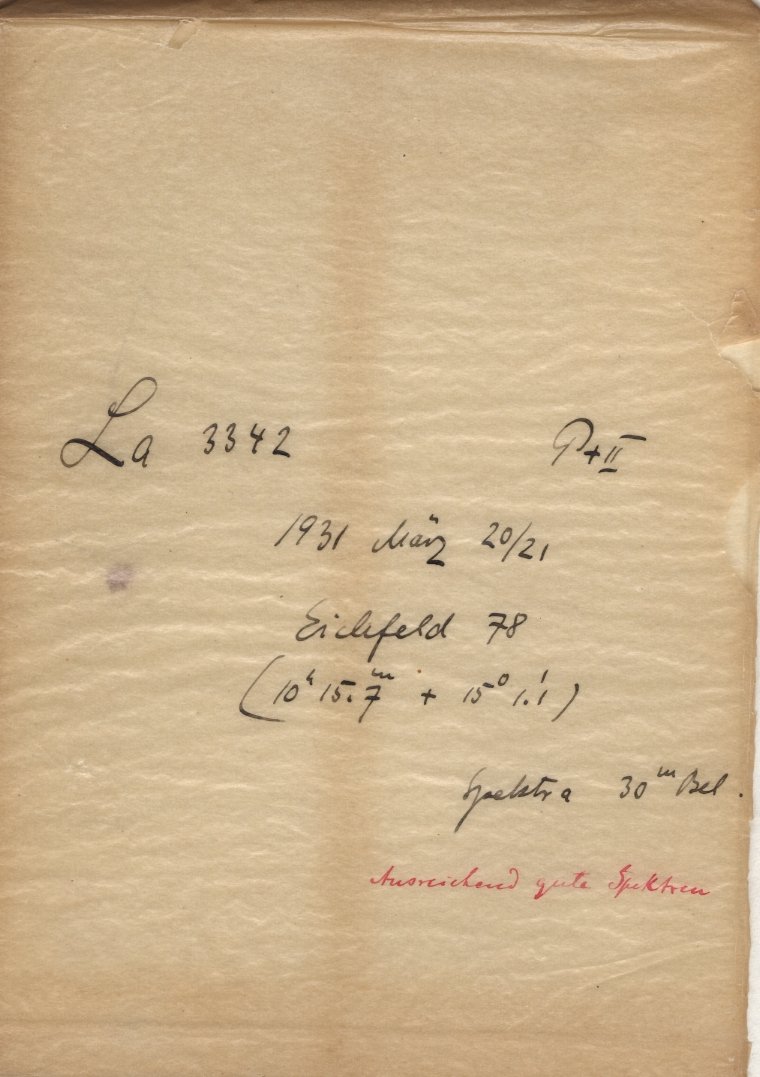 La 3342 P+II
1931 März 20/21
Eichfeld 78
(10ʰ 15.7ᵐ + 15° 1.1')
Spektra 30ᵐ Bel.
Ausreichend gute Spektren